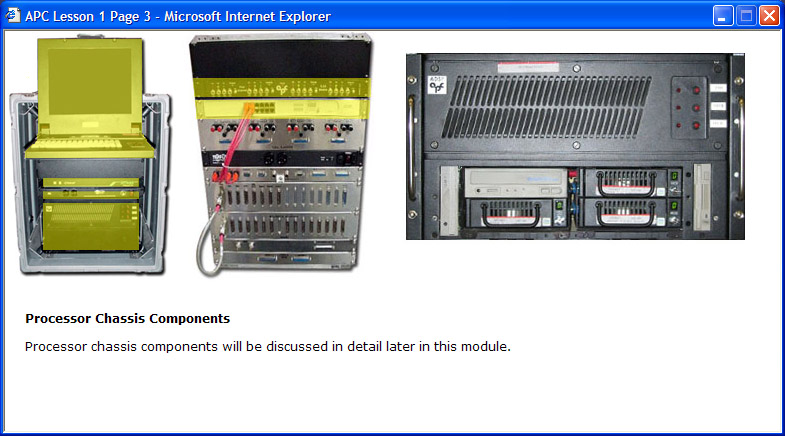 APC Lesson 1 Page 3 - Microsoft Internet Explorer
Processor Chassis Components
Processor chassis components will be discussed in detail later in this module.